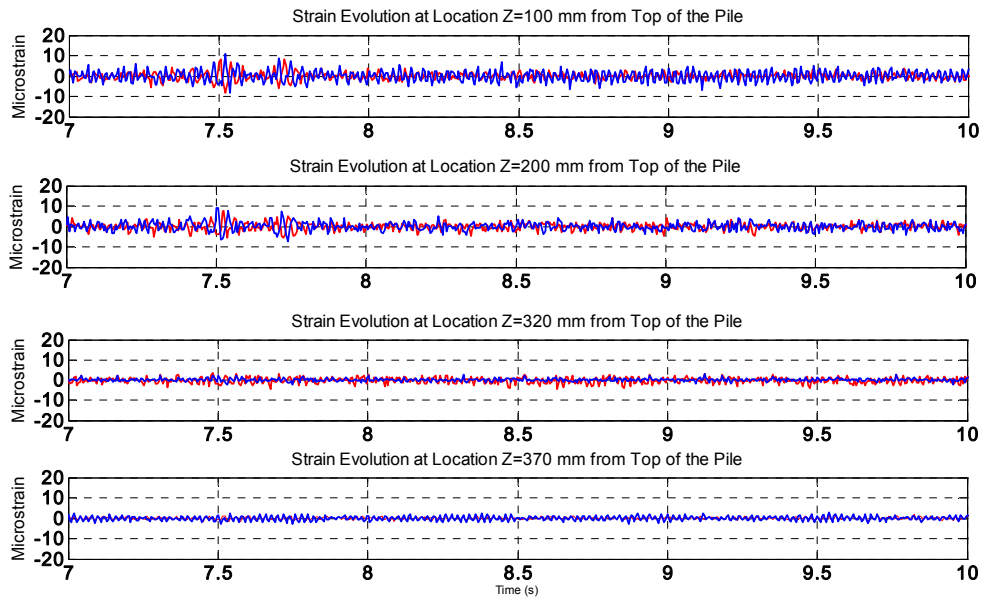 Strain Evolution at Location Z=100 mm from Top of the Pile
20
10
0
-10
-20
Microstrain
7 7.5 8 8.5 9 9.5 10
Strain Evolution at Location Z=200 mm from Top of the Pile
20
10
0
-10
-20
Microstrain
7 7.5 8 8.5 9 9.5 10
Strain Evolution at Location Z=320 mm from Top of the Pile
20
10
0
-10
-20
Microstrain
7 7.5 8 8.5 9 9.5 10
Strain Evolution at Location Z=370 mm from Top of the Pile
20
10
0
-10
-20
Microstrain
7 7.5 8 8.5 9 9.5 10
Time (s)